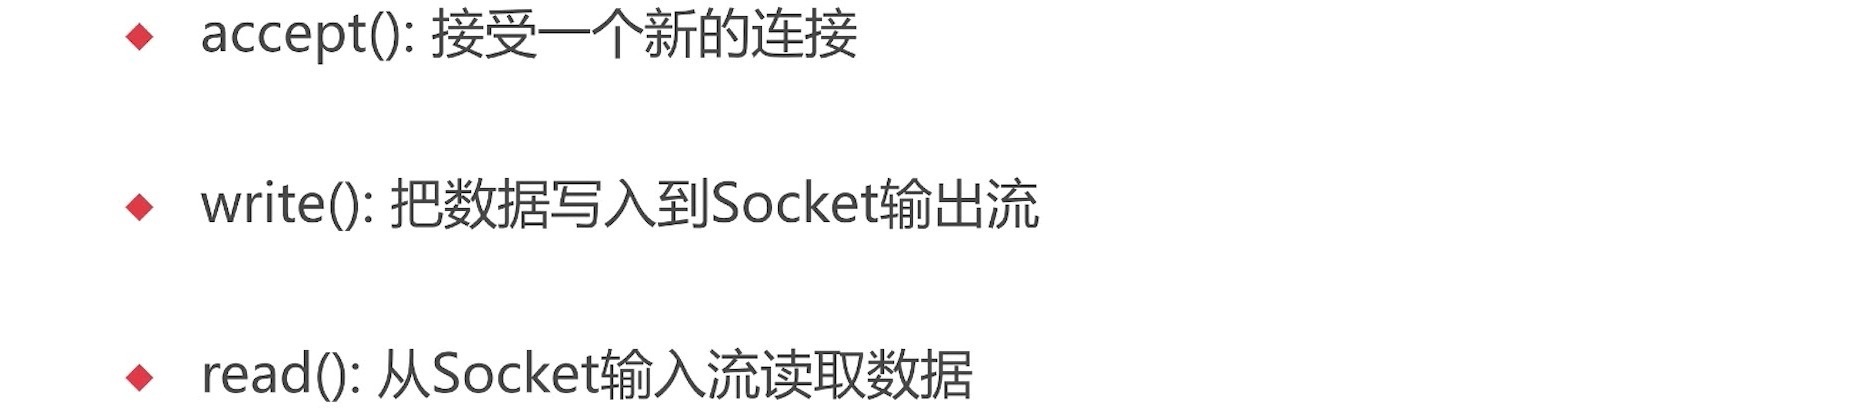 accept(): 接受一个新的连接
write(): 把数据写入到Socket输出流
read(): 从Socket输入流读取数据